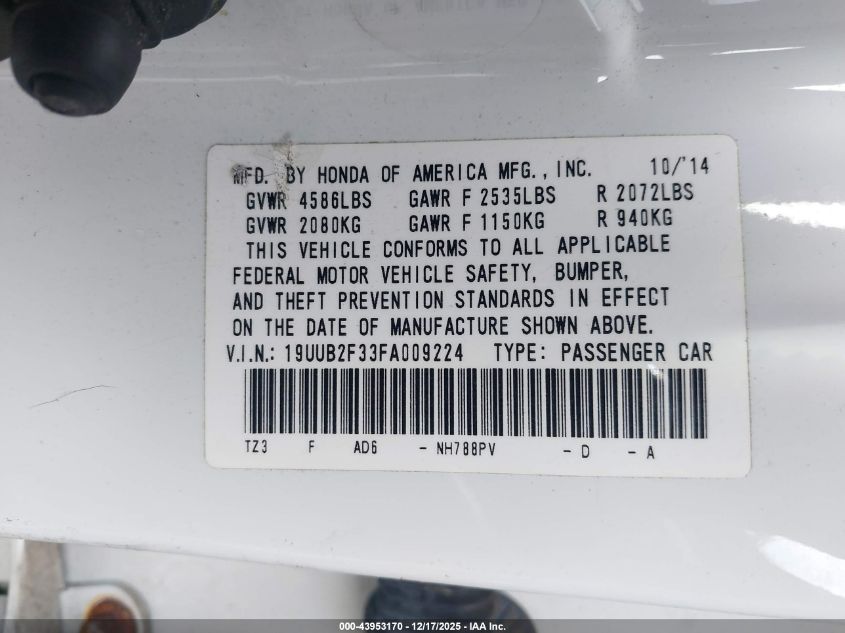 MFD. BY HONDA OF AMERICA MFG., INC. 10/'14
GVWR 4586LBS GAWR F 2535LBS R 2072LBS
GVWR 2080KG GAWR F 1150KG R 940KG
THIS VEHICLE CONFORMS TO ALL APPLICABLE
FEDERAL MOTOR VEHICLE SAFETY, BUMPER,
AND THEFT PREVENTION STANDARDS IN EFFECT
ON THE DATE OF MANUFACTURE SHOWN ABOVE.
V.I.N.: 19UUB2F33FA009224 TYPE: PASSENGER CAR
TZ3 F AD6 - NH788PV - D - A
000-43953170 - 12/17/2025 - IAA Inc.